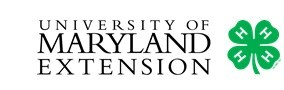 UNIVERSITY OF
MARYLAND
EXTENSION
H H
H H